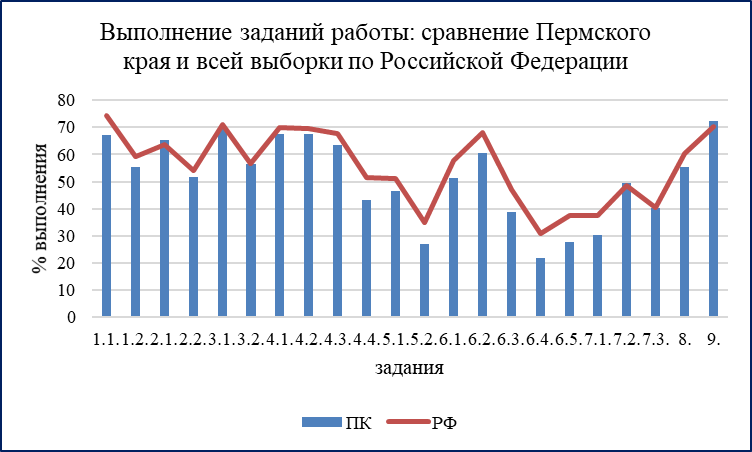 Выполнение заданий работы: сравнение Пермского
края и всей выборки по Российской Федерации
80
70
60
50
40
30
20
10
0
% выполнения
1.1. 1.2. 2.1. 2.2. 3.1. 3.2. 4.1. 4.2. 4.3. 4.4. 5.1. 5.2. 6.1. 6.2. 6.3. 6.4. 6.5. 7.1. 7.2. 7.3. 8. 9.
задания
ПК РФ